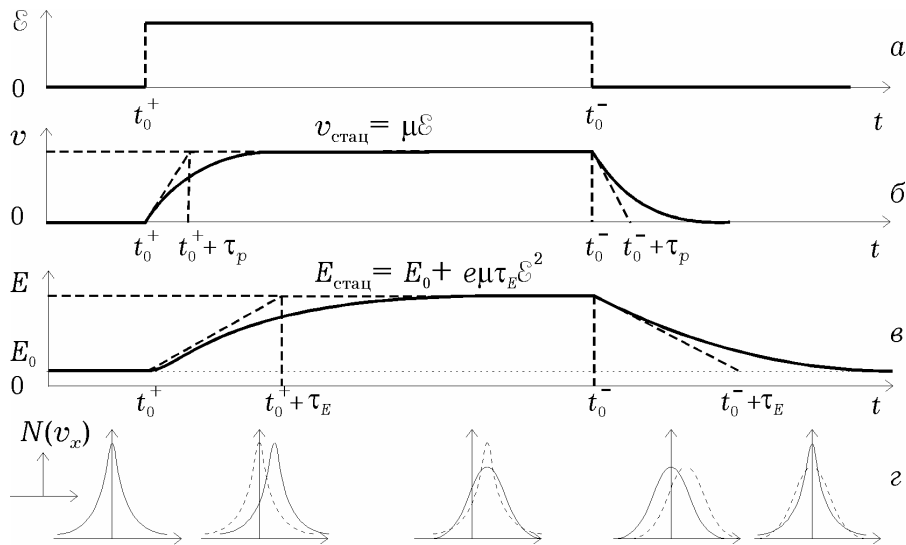 ℰ
0
t₀⁺
t₀⁻
t
а
v
v_стац = μℰ
0
t₀⁺
t₀⁺ + τ_p
t₀⁻
t₀⁻ + τ_p
t
б
E
E_стац = E₀ + eμτ_Eℰ²
E₀
0
t₀⁺
t₀⁺ + τ_E
t₀⁻
t₀⁻ + τ_E
t
в
N(v_x)
г